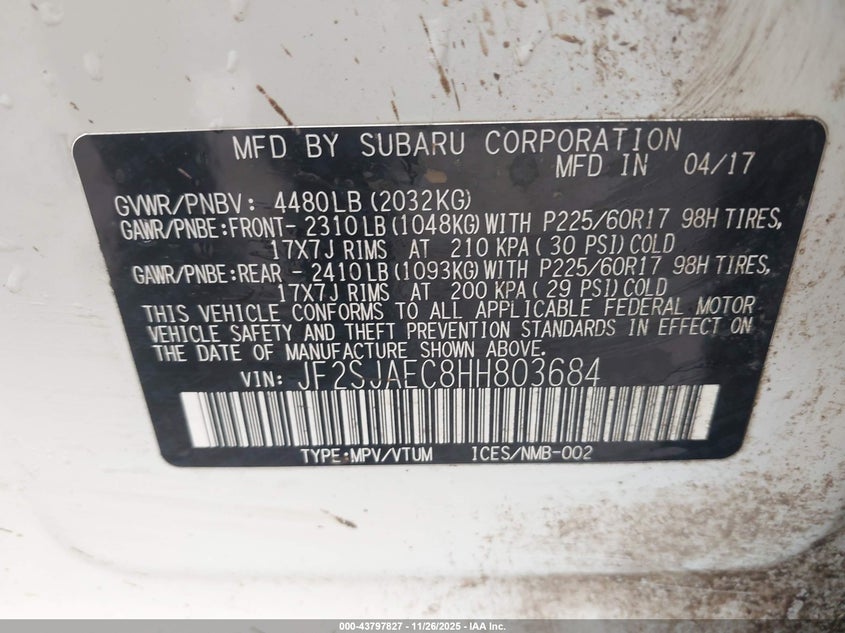 MFD BY SUBARU CORPORATION
MFD IN 04/17
GVWR/PNBV: 4480LB(2032KG)
GAWR/PNBE:FRONT- 2310LB(1048KG)WITH P225/60R17 98H TIRES,
17X7J RIMS AT 210 KPA(30 PSI)COLD
GAWR/PNBE:REAR - 2410LB(1093KG)WITH P225/60R17 98H TIRES,
17X7J RIMS AT 200 KPA(29 PSI)COLD
THIS VEHICLE CONFORMS TO ALL APPLICABLE FEDERAL MOTOR
VEHICLE SAFETY AND THEFT PREVENTION STANDARDS IN EFFECT ON
THE DATE OF MANUFACTURE SHOWN ABOVE.
VIN: JF2SJAEC8HH803684
TYPE:MPV/VTUM ICES/NMB-002
000-43797827 - 11/26/2025 - IAA Inc.